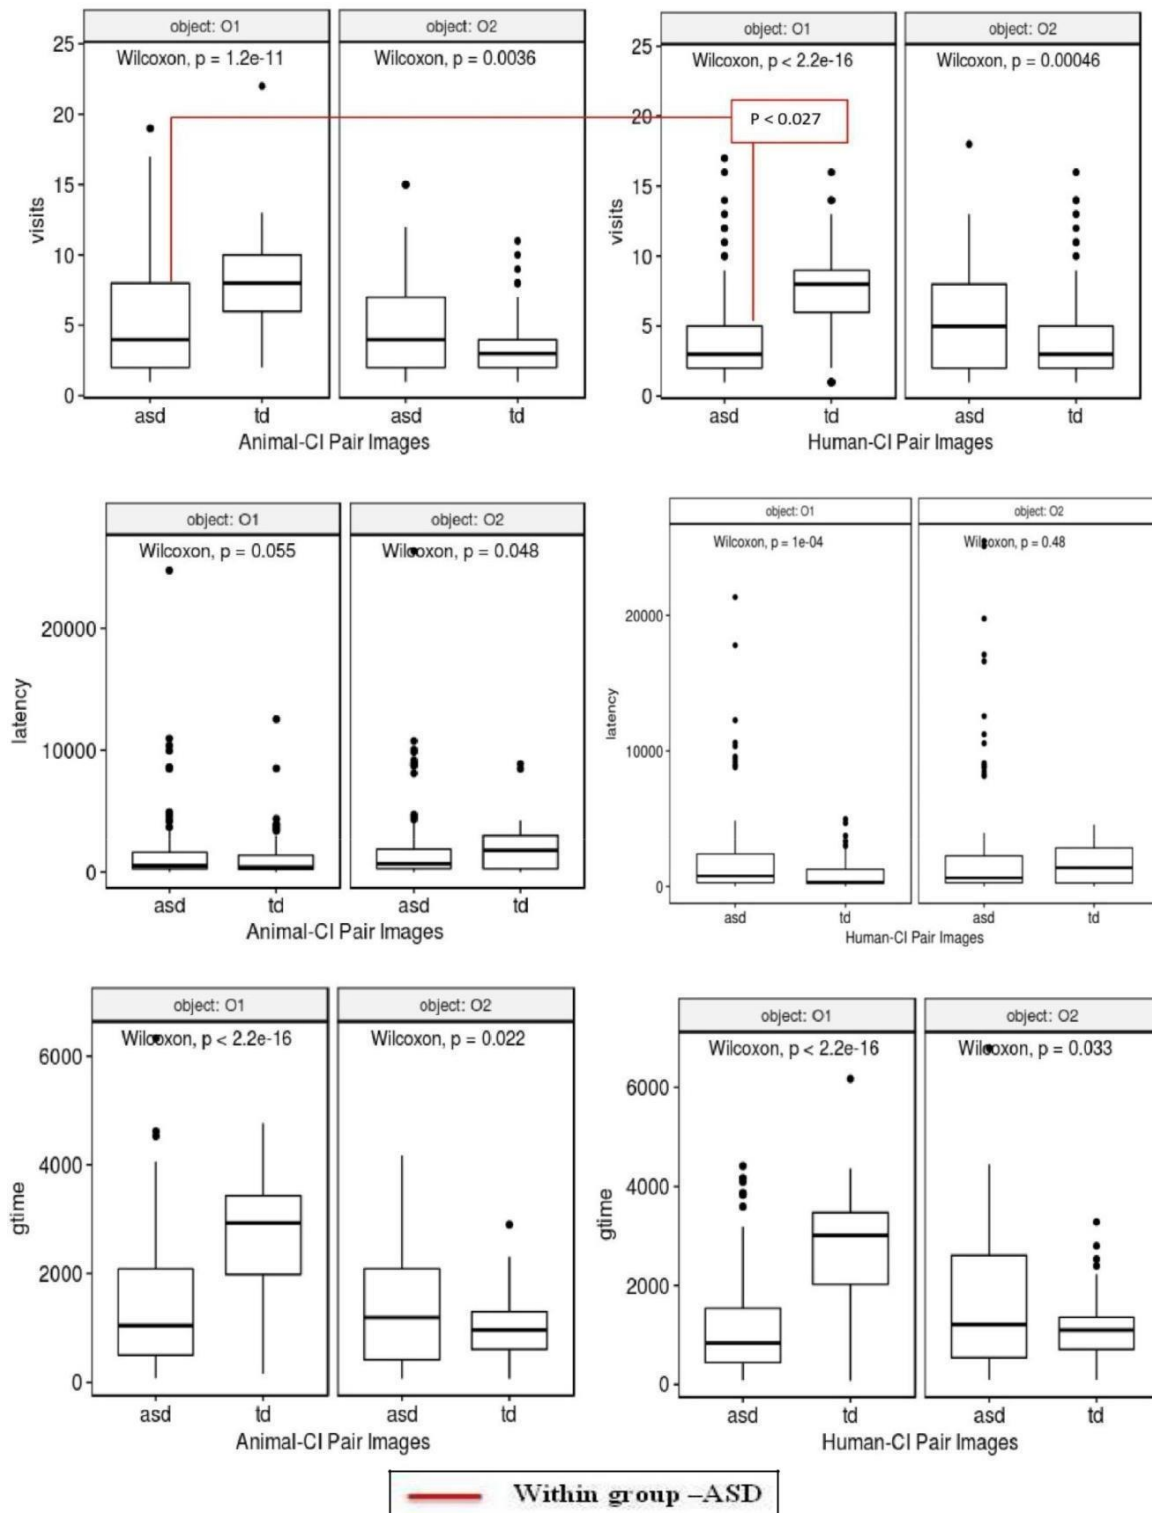 object: O1
object: O2
Wilcoxon, p = 1.2e-11
Wilcoxon, p = 0.0036
25
20
15
10
5
0
visits
asd
td
asd
td
Animal-CI Pair Images
object: O1
object: O2
Wilcoxon, p < 2.2e-16
Wilcoxon, p = 0.00046
P < 0.027
25
20
15
10
5
0
visits
asd
td
asd
td
Human-CI Pair Images
object: O1
object: O2
Wilcoxon, p = 0.055
Wilcoxon, p = 0.048
20000
10000
0
latency
asd
td
asd
td
Animal-CI Pair Images
object: O1
object: O2
Wilcoxon, p = 1e-04
Wilcoxon, p = 0.48
20000
10000
0
latency
asd
td
asd
td
Human-CI Pair Images
object: O1
object: O2
Wilcoxon, p < 2.2e-16
Wilcoxon, p = 0.022
6000
4000
2000
0
gtime
asd
td
asd
td
Animal-CI Pair Images
object: O1
object: O2
Wilcoxon, p < 2.2e-16
Wilcoxon, p = 0.033
6000
4000
2000
0
gtime
asd
td
asd
td
Human-CI Pair Images
Within group –ASD